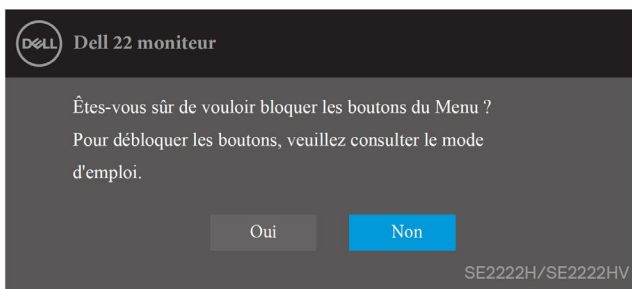 DELL Dell 22 moniteur
Êtes-vous sûr de vouloir bloquer les boutons du Menu ?
Pour débloquer les boutons, veuillez consulter le mode
d'emploi.
Oui Non
SE2222H/SE2222HV